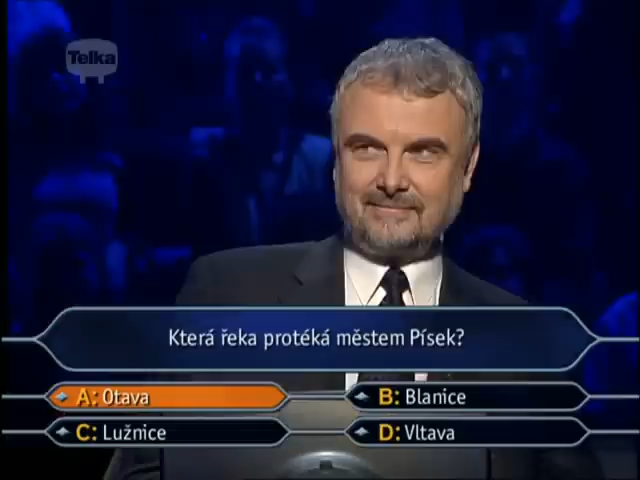 Telka
Která řeka protéká městem Písek?
A: Otava
B: Blanice
C: Lužnice
D: Vltava